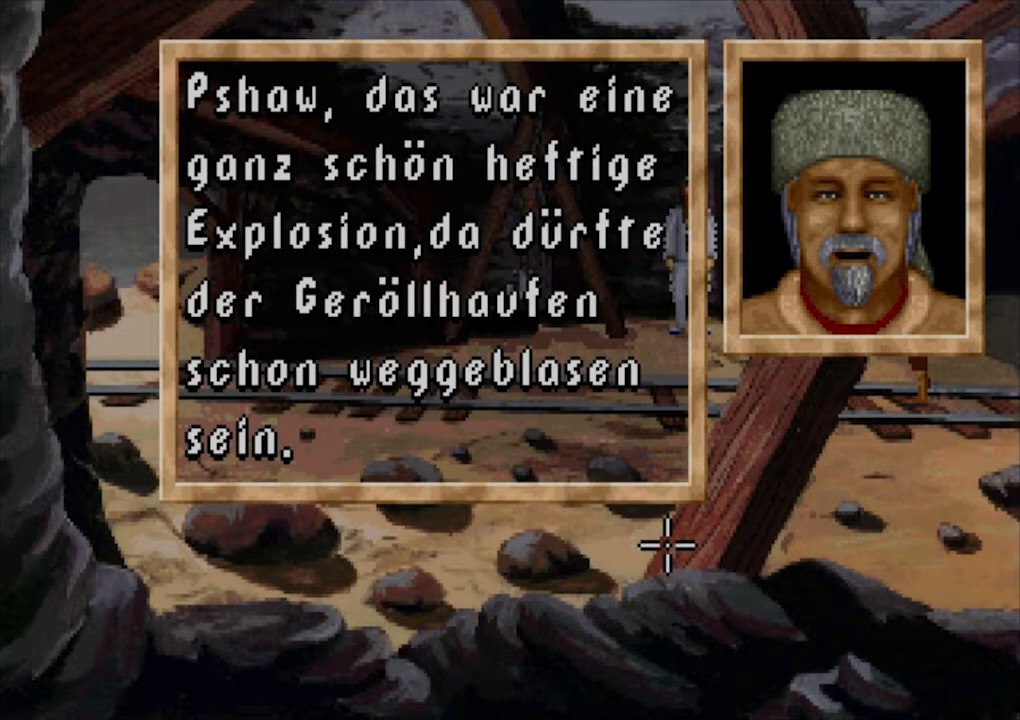 Pshaw, das war eine
ganz schön heftige
Explosion,da dürfte
der Geröllhaufen
schon weggeblasen
sein.